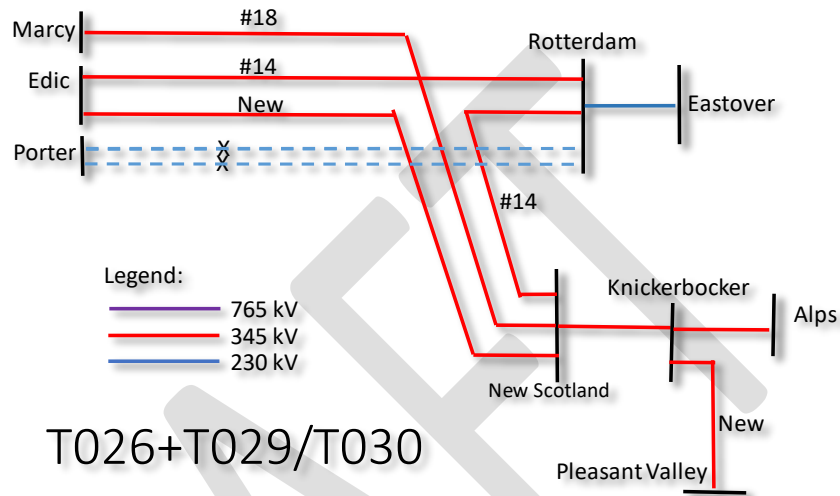 Marcy
#18
Rotterdam
Edic
#14
New
Eastover
Porter
X
X
X
#14
Legend:
765 kV
345 kV
230 kV
Knickerbocker
Alps
New Scotland
New
T026+T029/T030
Pleasant Valley
DRAFT